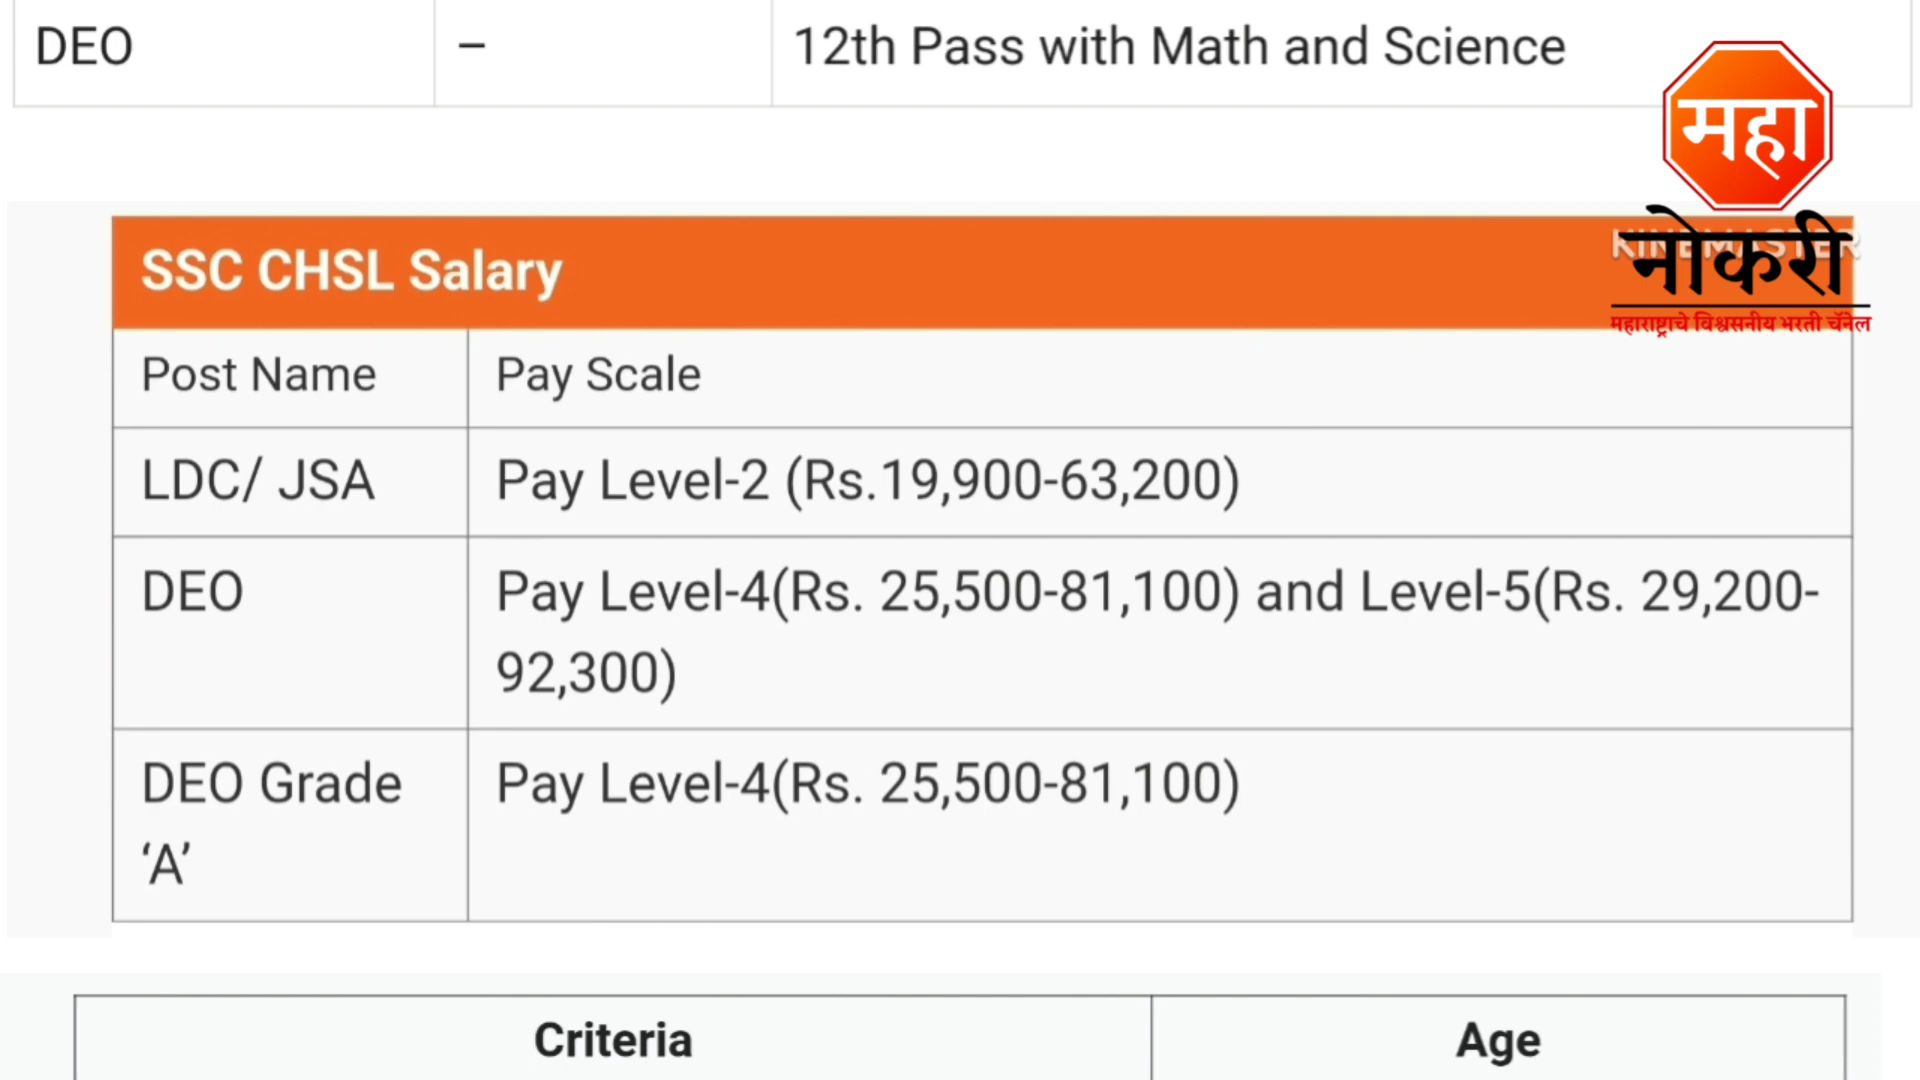 DEO
–
12th Pass with Math and Science
महा
SSC CHSL Salary
KINEMASTER
नोकरी
महाराष्ट्राचे विश्वसनीय भरती चॅनेल
Post Name
Pay Scale
LDC/ JSA
Pay Level-2 (Rs.19,900-63,200)
DEO
Pay Level-4(Rs. 25,500-81,100) and Level-5(Rs. 29,200-
92,300)
DEO Grade
‘A’
Pay Level-4(Rs. 25,500-81,100)
Criteria
Age